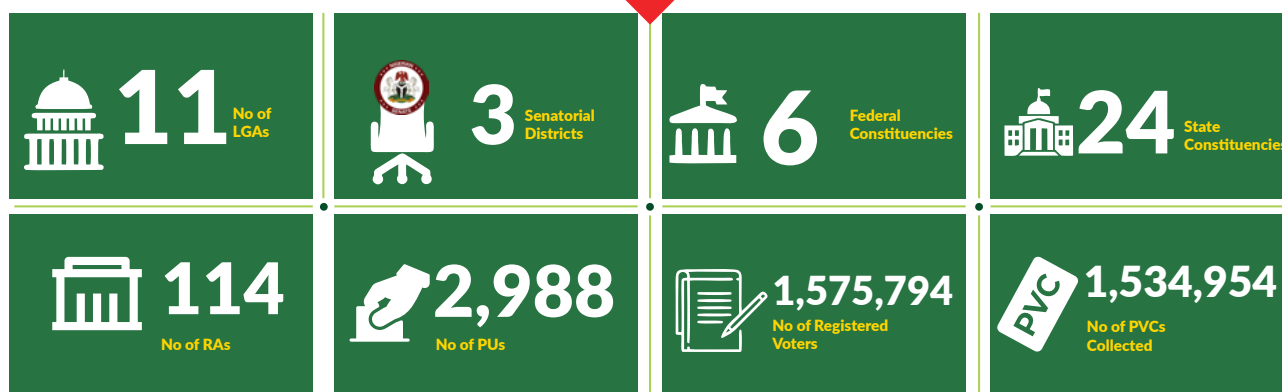 11
No of
LGAs
3
Senatorial
Districts
6
Federal
Constituencies
24
State
Constituencies
114
No of RAs
2,988
No of PUs
1,575,794
No of Registered
Voters
PVC
1,534,954
No of PVCs
Collected